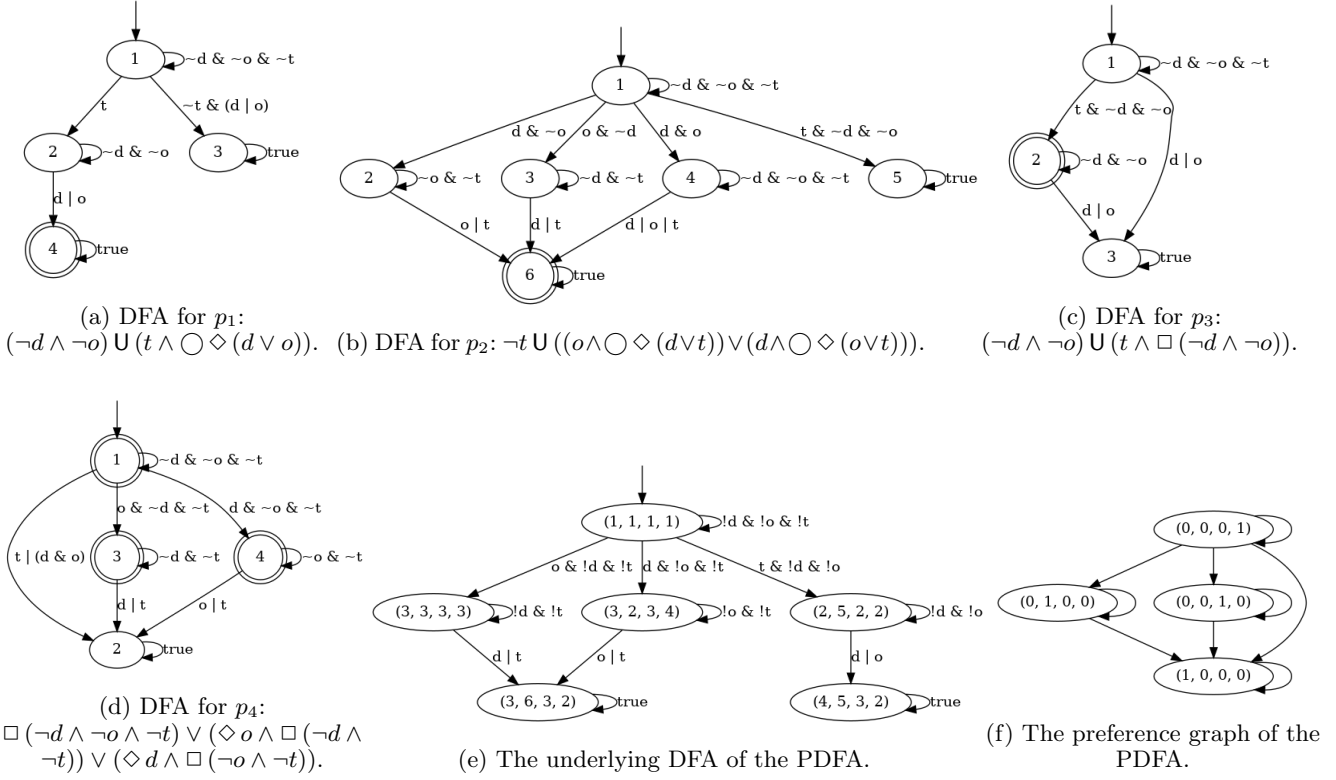 1
~d & ~o & ~t
t
~t & (d | o)
2
~d & ~o
3
true
d | o
4
true
(a) DFA for p₁:
(¬d ∧ ¬o) U (t ∧ ◯ ◇ (d ∨ o)).
1
~d & ~o & ~t
d & ~o
o & ~d
d & o
t & ~d & ~o
2
~o & ~t
3
~d & ~t
4
~d & ~o & ~t
5
true
o | t
d | t
d | o | t
6
true
(b) DFA for p₂: ¬t U ((o∧◯ ◇ (d∨t))∨(d∧◯ ◇ (o∨t))).
1
~d & ~o & ~t
t & ~d & ~o
2
~d & ~o
d | o
d | o
3
true
(c) DFA for p₃:
(¬d ∧ ¬o) U (t ∧ □ (¬d ∧ ¬o)).
1
~d & ~o & ~t
o & ~d & ~t
d & ~o & ~t
t | (d & o)
3
~d & ~t
4
~o & ~t
d | t
o | t
2
true
(d) DFA for p₄:
□ (¬d ∧ ¬o ∧ ¬t) ∨ (◇ o ∧ □ (¬d ∧
¬t)) ∨ (◇ d ∧ □ (¬o ∧ ¬t)).
(1, 1, 1, 1)
!d & !o & !t
o & !d & !t
d & !o & !t
t & !d & !o
(3, 3, 3, 3)
!d & !t
(3, 2, 3, 4)
!o & !t
(2, 5, 2, 2)
!d & !o
d | t
o | t
d | o
(3, 6, 3, 2)
true
(4, 5, 3, 2)
true
(e) The underlying DFA of the PDFA.
(0, 0, 0, 1)
(0, 1, 0, 0)
(0, 0, 1, 0)
(1, 0, 0, 0)
(f) The preference graph of the
PDFA.